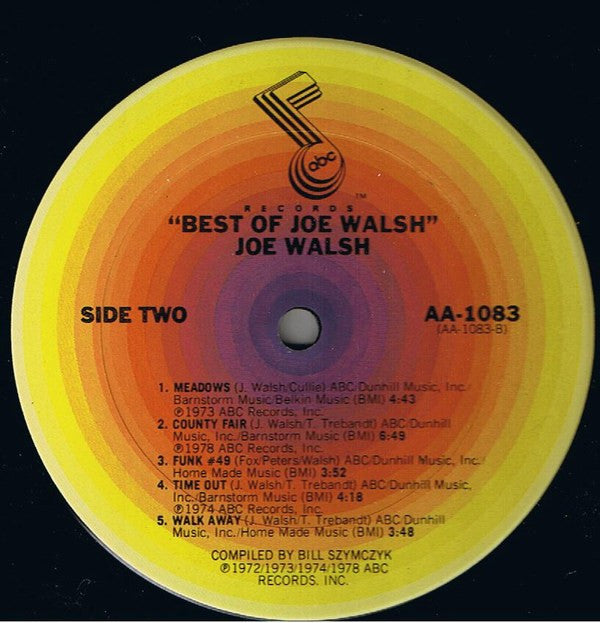 abc
TM
RECORDS
"BEST OF JOE WALSH"
JOE WALSH
SIDE TWO
AA-1083
(AA-1083-B)
1. MEADOWS (J. Walsh/Cullie) ABC/Dunhill Music, Inc./
Barnstorm Music/Belkin Music (BMI) 4:43
℗1973 ABC Records, Inc.
2. COUNTY FAIR (J. Walsh/T. Trebandt) ABC/Dunhill
Music, Inc./Barnstorm Music (BMI) 6:49
℗1978 ABC Records, Inc.
3. FUNK #49 (Fox/Peters/Walsh) ABC/Dunhill Music, Inc./
Home Made Music (BMI) 3:52
4. TIME OUT (J. Walsh/T. Trebandt) ABC/Dunhill Music,
Inc./Barnstorm Music (BMI) 4:18
℗1974 ABC Records, Inc.
5. WALK AWAY (J. Walsh/T. Trebandt) ABC/Dunhill
Music, Inc./Home Made Music (BMI) 3:48
COMPILED BY BILL SZYMCZYK
℗1972/1973/1974/1978 ABC
RECORDS. INC.